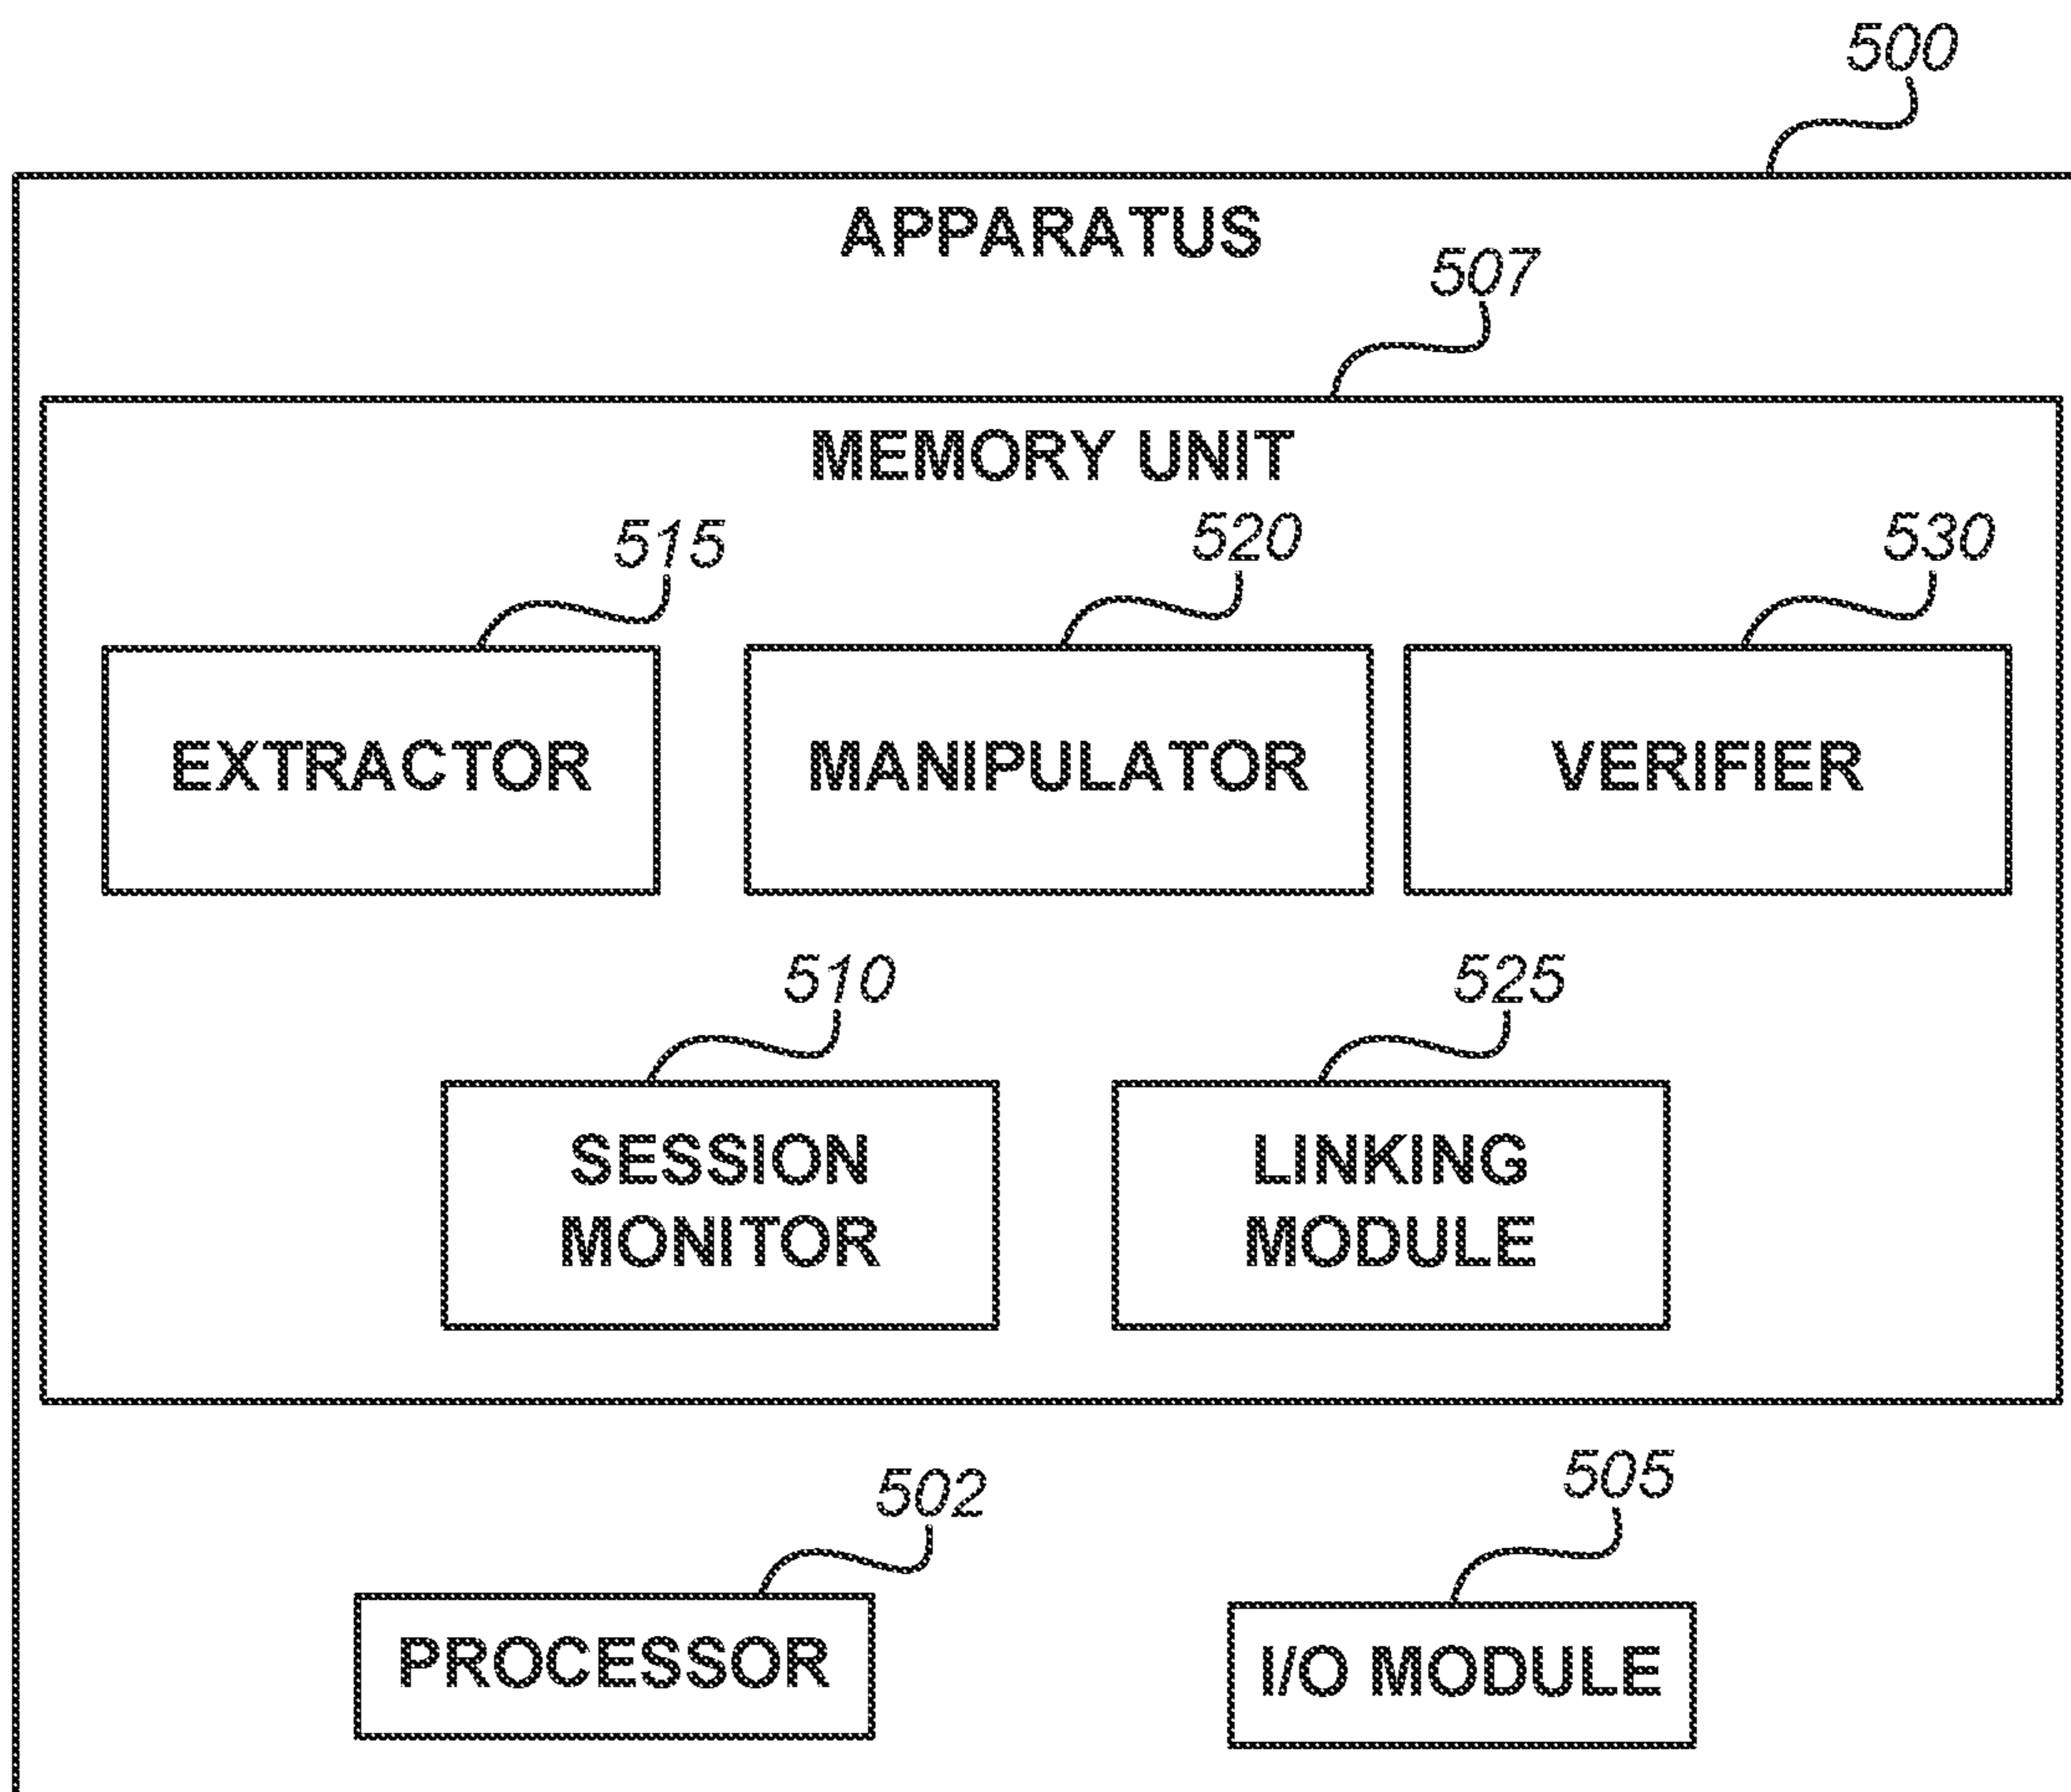 500
APPARATUS
507
MEMORY UNIT
515
520
530
EXTRACTOR
MANIPULATOR
VERIFIER
510
525
SESSION
MONITOR
LINKING
MODULE
502
505
PROCESSOR
I/O MODULE